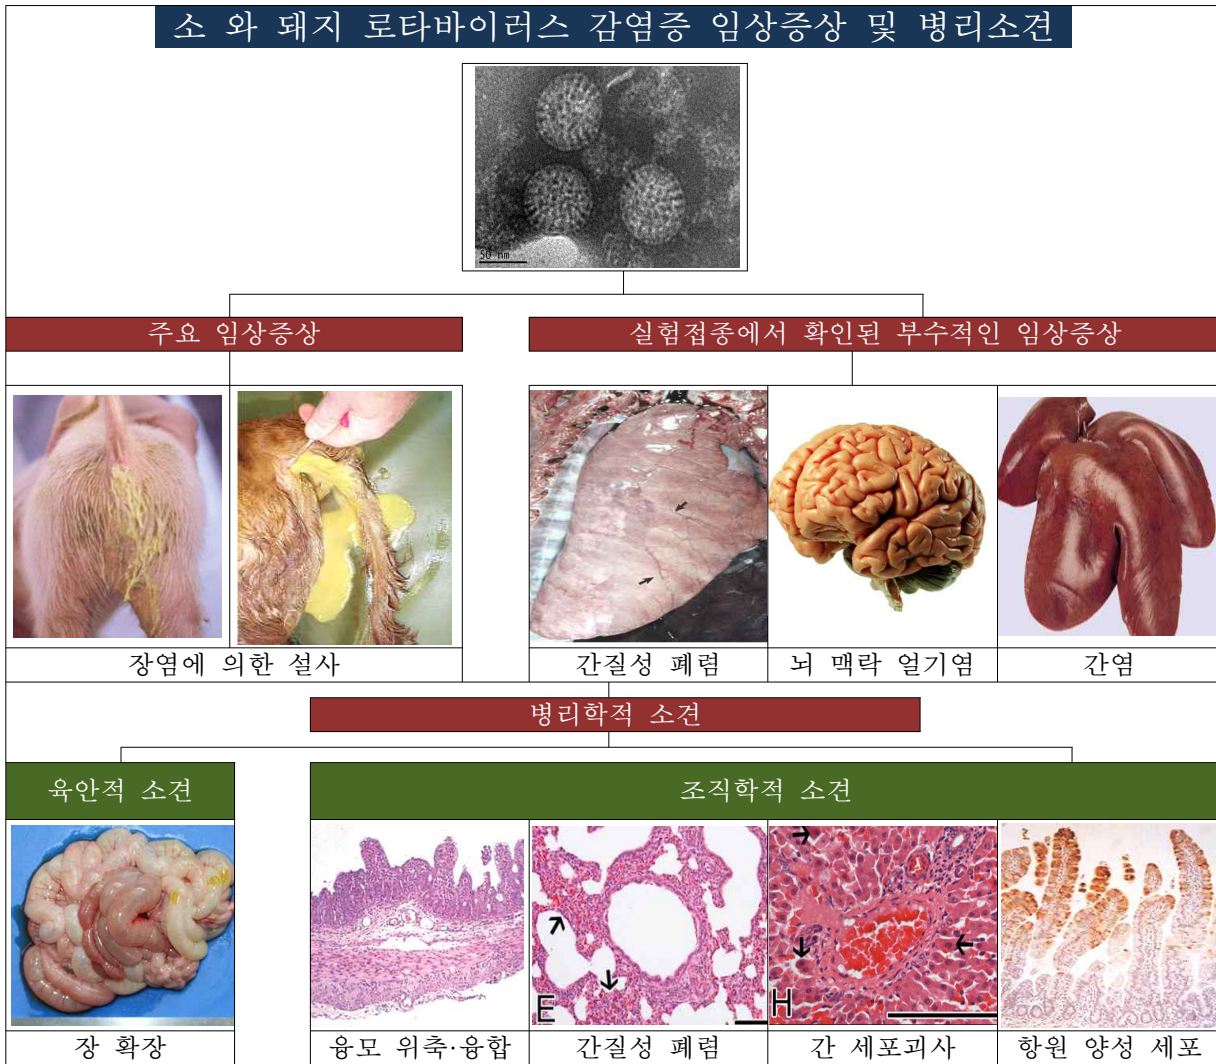 소 와 돼지 로타바이러스 감염증 임상증상 및 병리소견
50 nm
주요 임상증상
실험접종에서 확인된 부수적인 임상증상
장염에 의한 설사
간질성 폐렴
뇌 맥락 얼기염
간염
병리학적 소견
육안적 소견
조직학적 소견
E
H
장 확장
융모 위축·융합
간질성 폐렴
간 세포괴사
항원 양성 세포